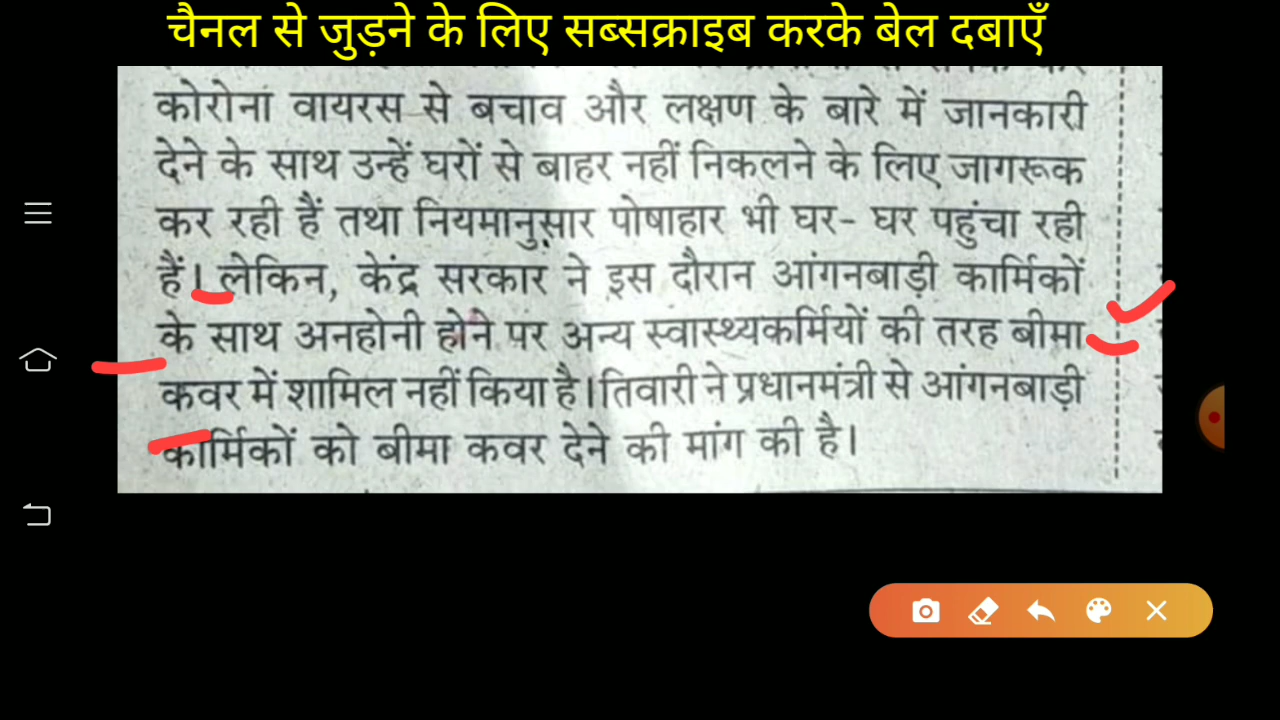 चैनल से जुड़ने के लिए सब्सक्राइब करके बेल दबाएँ
कोरोना वायरस से बचाव और लक्षण के बारे में जानकारी
देने के साथ उन्हें घरों से बाहर नहीं निकलने के लिए जागरूक
कर रही हैं तथा नियमानुसार पोषाहार भी घर- घर पहुंचा रही
हैं। लेकिन, केंद्र सरकार ने इस दौरान आंगनबाड़ी कार्मिकों
के साथ अनहोनी होने पर अन्य स्वास्थ्यकर्मियों की तरह बीमा
कवर में शामिल नहीं किया है। तिवारी ने प्रधानमंत्री से आंगनबाड़ी
कार्मिकों को बीमा कवर देने की मांग की है।